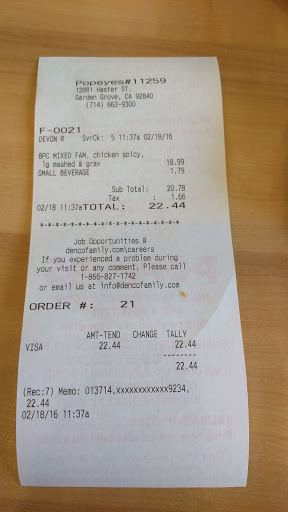 Popeyes#11259
12881 Haster ST.
Garden Grove, CA 92840
(714) 663-9300
F-0021
DEVON R SvrCk: 5 11:37a 02/18/16
8PC MIXED FAM, chicken spicy,
lg mashed & grav 18.99
SMALL BEVERAGE 1.79
Sub Total: 20.78
Tax : 1.66
02/18 11:37aTOTAL: 22.44
Job Opportunities @
dencofamily.com\careers
If you experienced a problem during
your visit or any comment. Please call
1-866-827-1742
or email us at info@dencofamily.com
ORDER #: 21
AMT-TEND CHANGE TALLY
VISA 22.44 22.44
--------
22.44
(Rec:7) Memo: 013714,xxxxxxxxxxxx9234,
22.44
02/18/16 11:37a